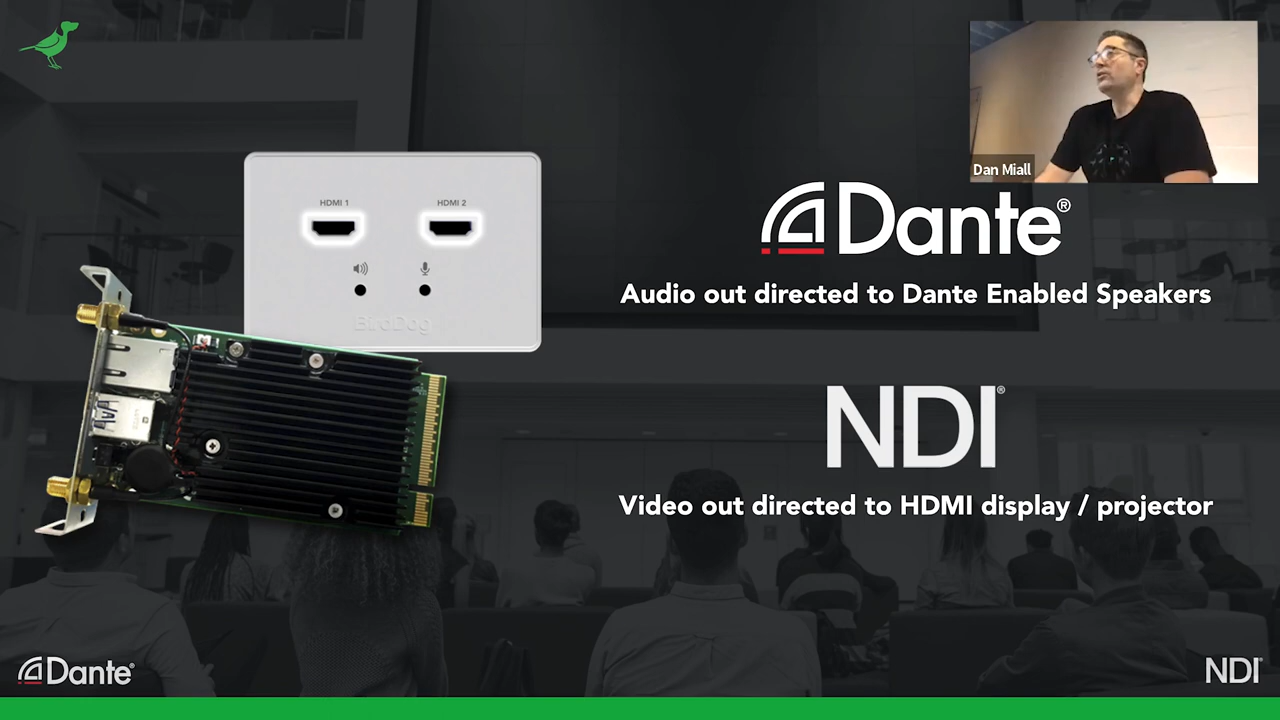 Dan Miall
HDMI 1
HDMI 2
BirdDog
Dante®
Audio out directed to Dante Enabled Speakers
NDI®
Video out directed to HDMI display / projector
Dante®
NDI